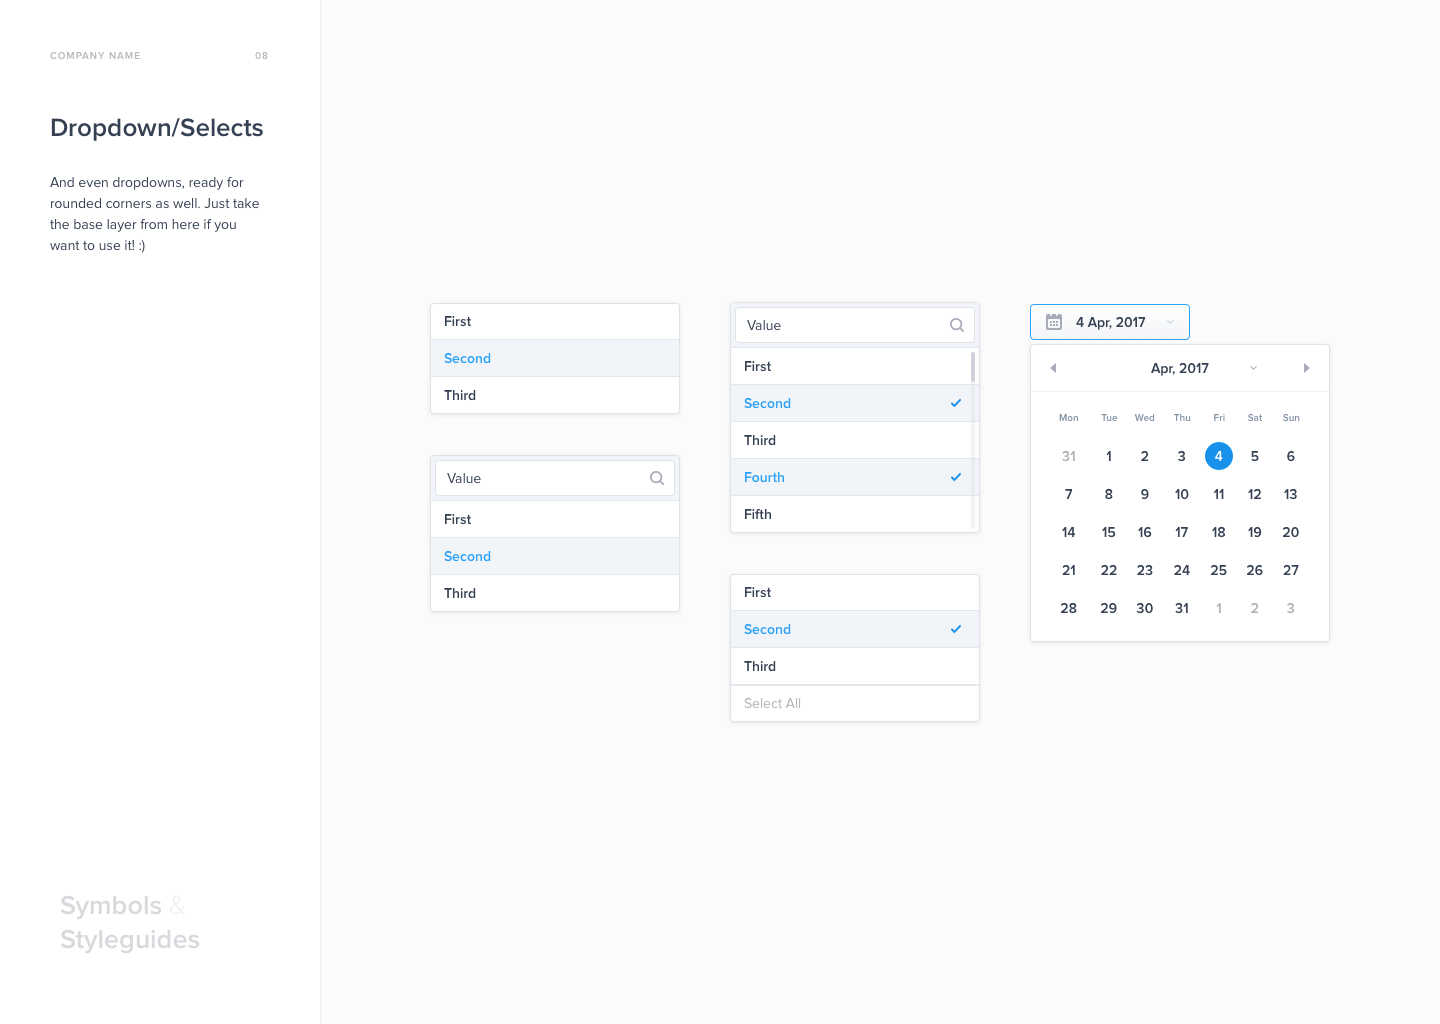 COMPANY NAME 08
Dropdown/Selects
And even dropdowns, ready for
rounded corners as well. Just take
the base layer from here if you
want to use it! :)
Symbols &
Styleguides
First
Second
Third
Value
First
Second
Third
Value
First
Second
Third
Fourth
Fifth
First
Second
Third
Select All
4 Apr, 2017
Apr, 2017
Mon Tue Wed Thu Fri Sat Sun
31 1 2 3 4 5 6
7 8 9 10 11 12 13
14 15 16 17 18 19 20
21 22 23 24 25 26 27
28 29 30 31 1 2 3